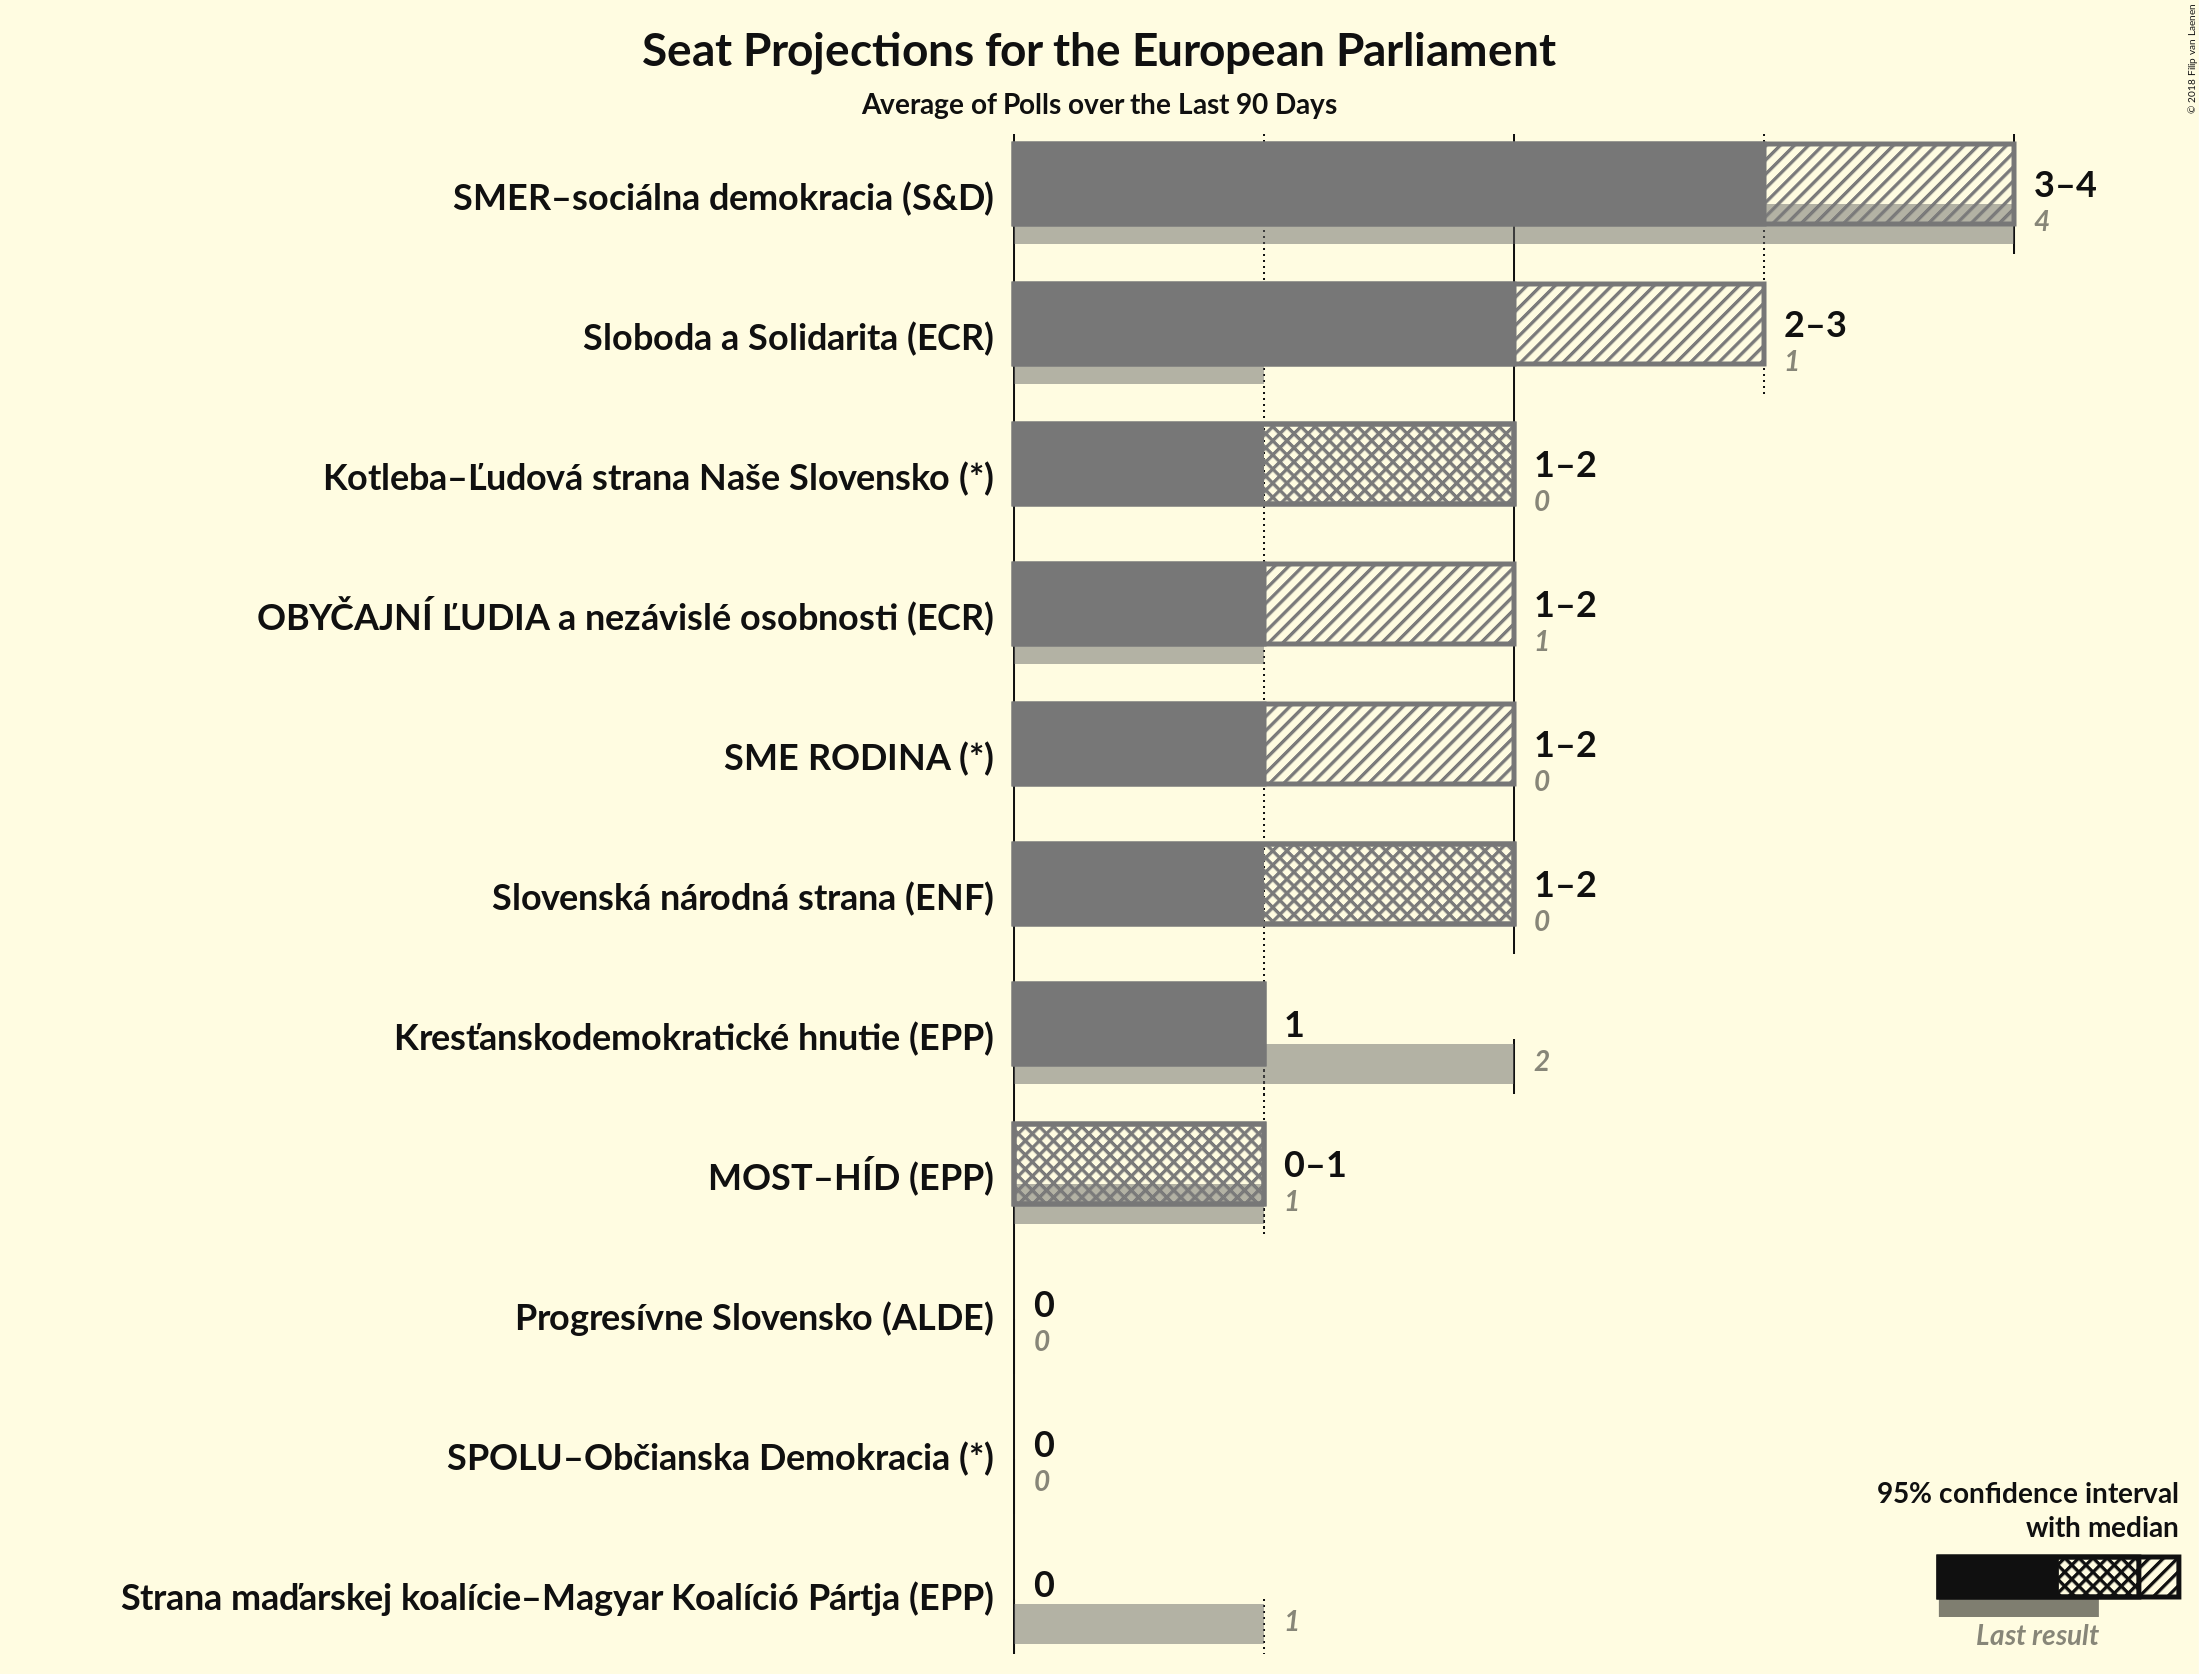 Seat Projections for the European Parliament
Average of Polls over the Last 90 Days
© 2018 Filip van Laenen
SMER–sociálna demokracia (S&D)
3–4
4
Sloboda a Solidarita (ECR)
2–3
1
Kotleba–Ľudová strana Naše Slovensko (*)
1–2
0
OBYČAJNÍ ĽUDIA a nezávislé osobnosti (ECR)
1–2
1
SME RODINA (*)
1–2
0
Slovenská národná strana (ENF)
1–2
0
Kresťanskodemokratické hnutie (EPP)
1
2
MOST–HÍD (EPP)
0–1
1
Progresívne Slovensko (ALDE)
0
0
SPOLU–Občianska Demokracia (*)
0
0
Strana maďarskej koalície–Magyar Koalíció Pártja (EPP)
0
1
95% confidence interval
with median
Last result